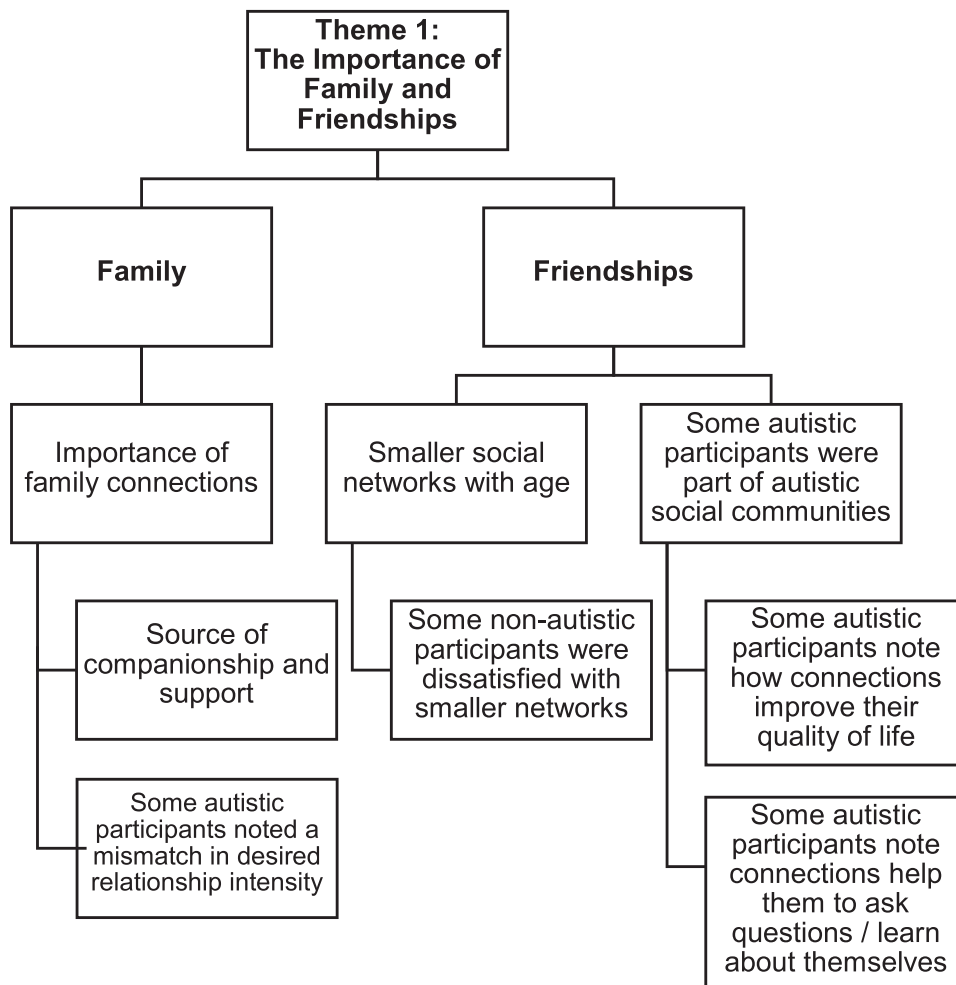 Theme 1:
The Importance of
Family and
Friendships
Family
Friendships
Importance of
family connections
Smaller social
networks with age
Some autistic
participants were
part of autistic
social communities
Source of
companionship and
support
Some non-autistic
participants were
dissatisfied with
smaller networks
Some autistic
participants note
how connections
improve their
quality of life
Some autistic
participants noted a
mismatch in desired
relationship intensity
Some autistic
participants note
connections help
them to ask
questions / learn
about themselves